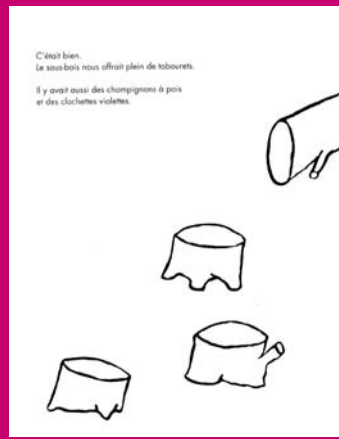 C'était bien.
Le sous-bois nous offrait plein de tabourets.
Il y avait aussi des champignons à pois
et des clochettes violettes.